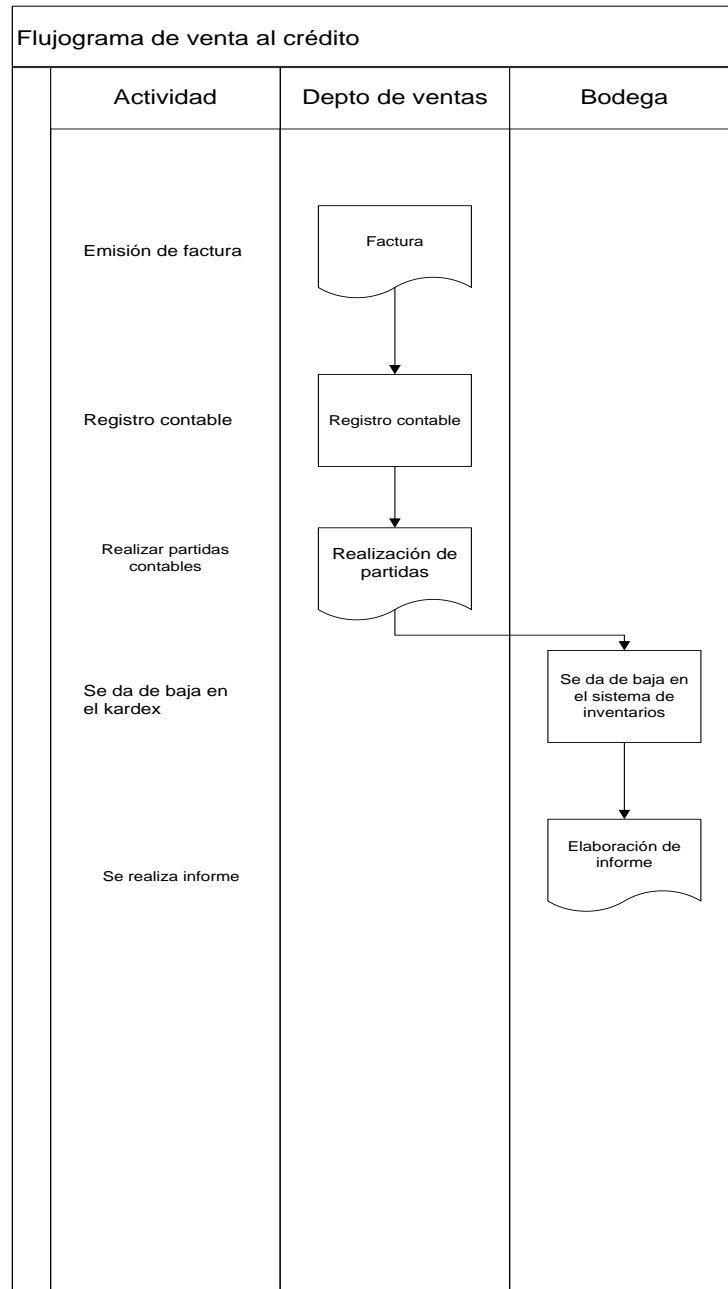 Flujograma de venta al crédito
Actividad
Depto de ventas
Bodega
Emisión de factura
Factura
Registro contable
Registro contable
Realizar partidas
contables
Realización de
partidas
Se da de baja en
el kardex
Se da de baja en
el sistema de
inventarios
Se realiza informe
Elaboración de
informe